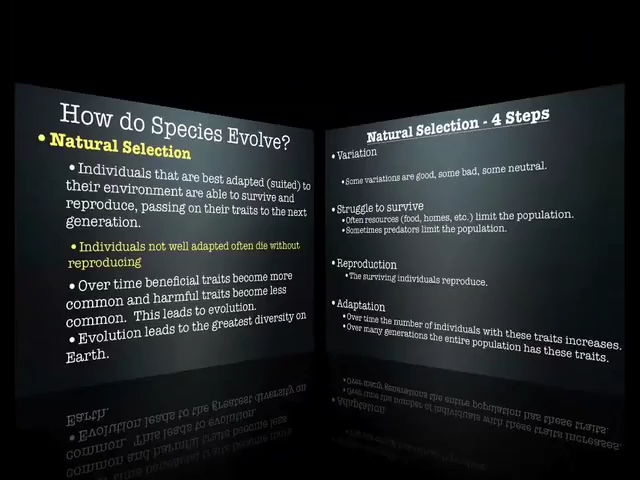 How do Species Evolve?
• Natural Selection
• Individuals that are best adapted (suited) to
their environment are able to survive and
reproduce, passing on their traits to the next
generation.
• Individuals not well adapted often die without
reproducing
• Over time beneficial traits become more
common and harmful traits become less
common. This leads to evolution.
• Evolution leads to the greatest diversity on
Earth.
Natural Selection - 4 Steps
• Variation
• Some variations are good, some bad, some neutral.
• Struggle to survive
• Often resources (food, homes, etc.) limit the population.
• Sometimes predators limit the population.
• Reproduction
• The surviving individuals reproduce.
• Adaptation
• Over time the number of individuals with these traits increases.
• Over many generations the entire population has these traits.